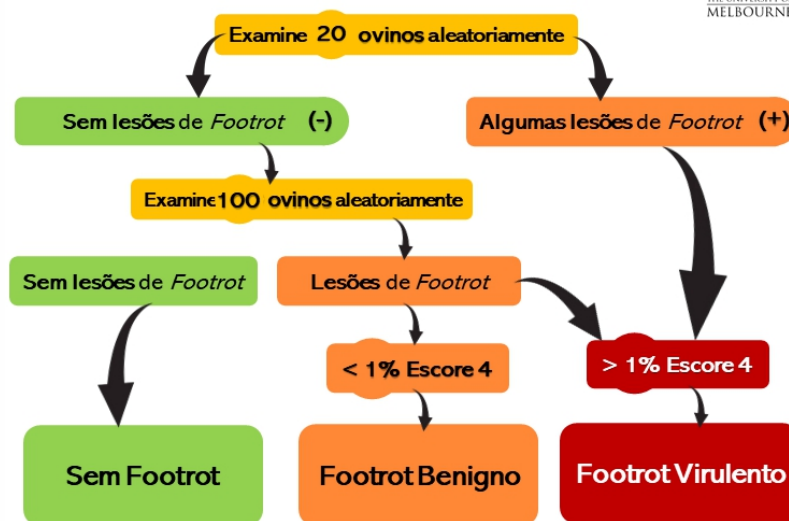 MELBOURNE
Examine 20 ovinos aleatoriamente
Sem lesões de Footrot (-)
Algumas lesões de Footrot (+)
Examine 100 ovinos aleatoriamente
Sem lesões de Footrot
Lesões de Footrot
< 1% Escore 4
> 1% Escore 4
Sem Footrot
Footrot Benigno
Footrot Virulento